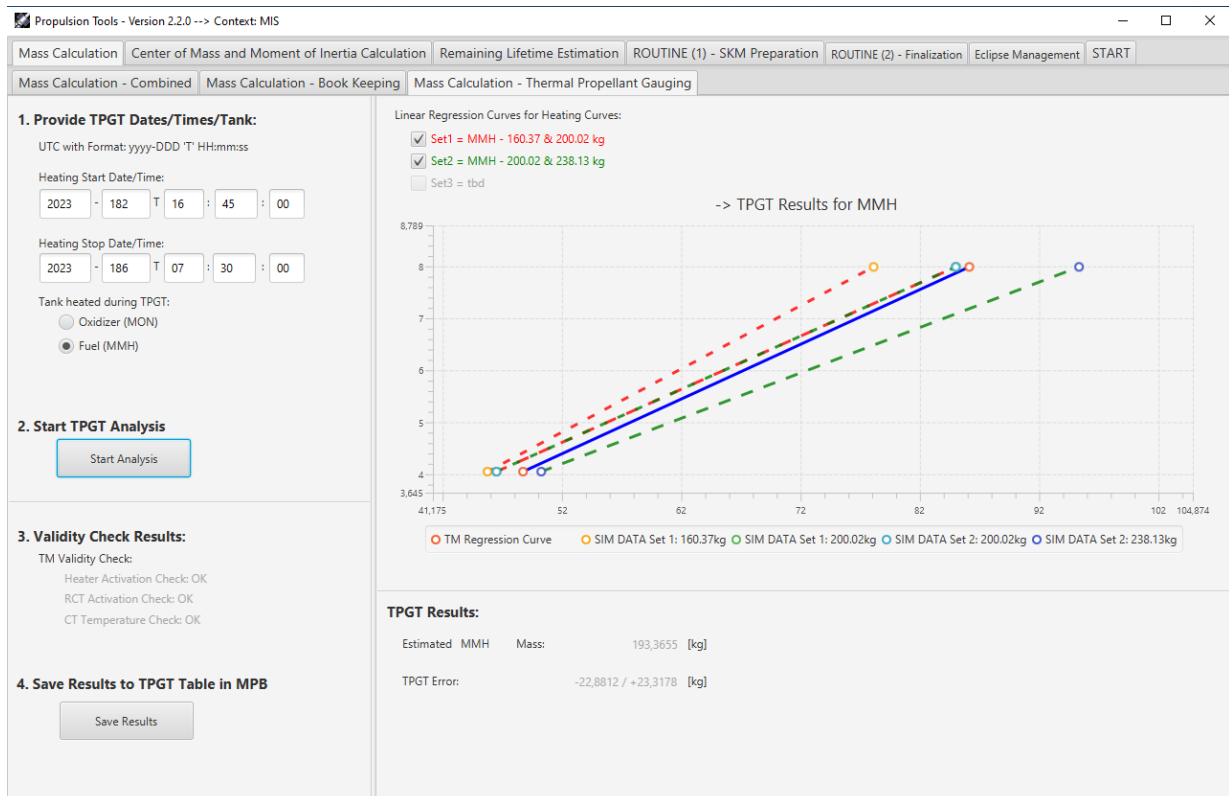 Propulsion Tools - Version 2.2.0 --> Context: MIS
Mass Calculation Center of Mass and Moment of Inertia Calculation Remaining Lifetime Estimation ROUTINE (1) - SKM Preparation ROUTINE (2) - Finalization Eclipse Management START
Mass Calculation - Combined Mass Calculation - Book Keeping Mass Calculation - Thermal Propellant Gauging
1. Provide TPGT Dates/Times/Tank:
UTC with Format: yyyy-DDD 'T' HH:mm:ss
Heating Start Date/Time:
2023 - 182 T 16 : 45 : 00
Heating Stop Date/Time:
2023 - 186 T 07 : 30 : 00
Tank heated during TPGT:
Oxidizer (MON)
Fuel (MMH)
2. Start TPGT Analysis
Start Analysis
3. Validity Check Results:
TM Validity Check:
Heater Activation Check: OK
RCT Activation Check: OK
CT Temperature Check: OK
4. Save Results to TPGT Table in MPB
Save Results
Linear Regression Curves for Heating Curves:
Set1 = MMH - 160.37 & 200.02 kg
Set2 = MMH - 200.02 & 238.13 kg
Set3 = tbd
-> TPGT Results for MMH
8,789
8
7
6
5
4
3,645
41,175 52 62 72 82 92 102 104,874
TM Regression Curve SIM DATA Set 1: 160.37kg SIM DATA Set 1: 200.02kg SIM DATA Set 2: 200.02kg SIM DATA Set 2: 238.13kg
TPGT Results:
Estimated MMH Mass: 193,3655 [kg]
TPGT Error: -22,8812 / +23,3178 [kg]